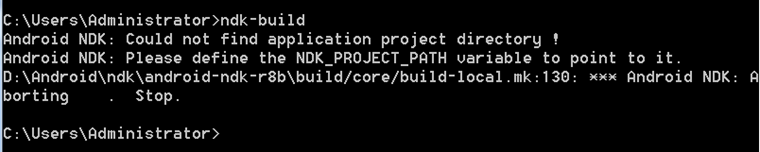 C:\Users\Administrator>ndk-build
Android NDK: Could not find application project directory !
Android NDK: Please define the NDK_PROJECT_PATH variable to point to it.
D:\Android\ndk\android-ndk-r8b\build/core/build-local.mk:130: *** Android NDK: A
borting    .  Stop.
C:\Users\Administrator>